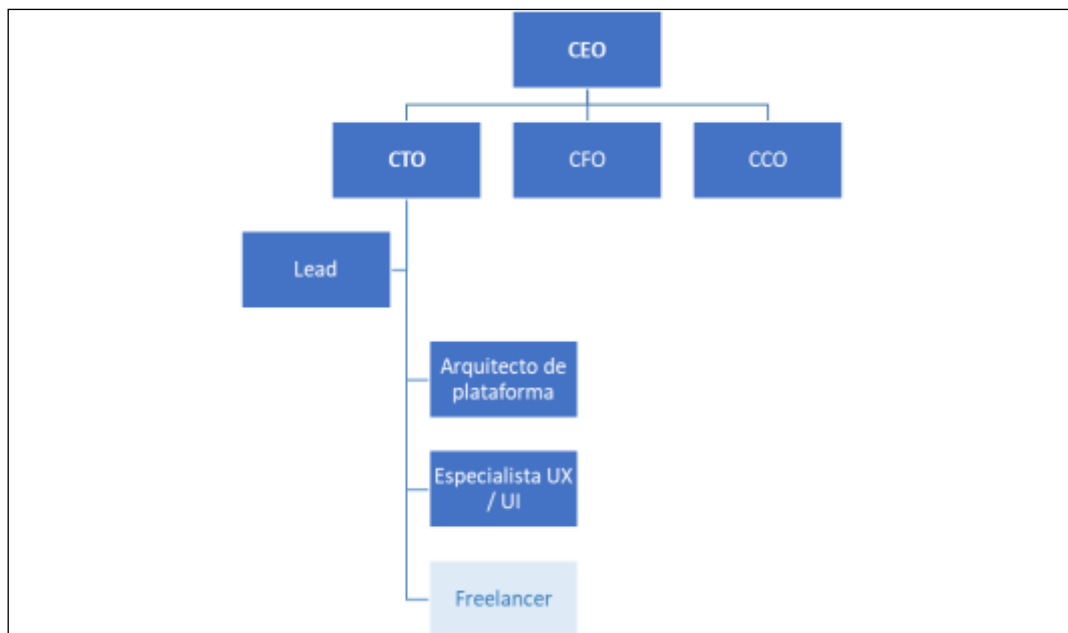 CEO
CTO
CFO
CCO
Lead
Arquitecto de
plataforma
Especialista UX
/ UI
Freelancer